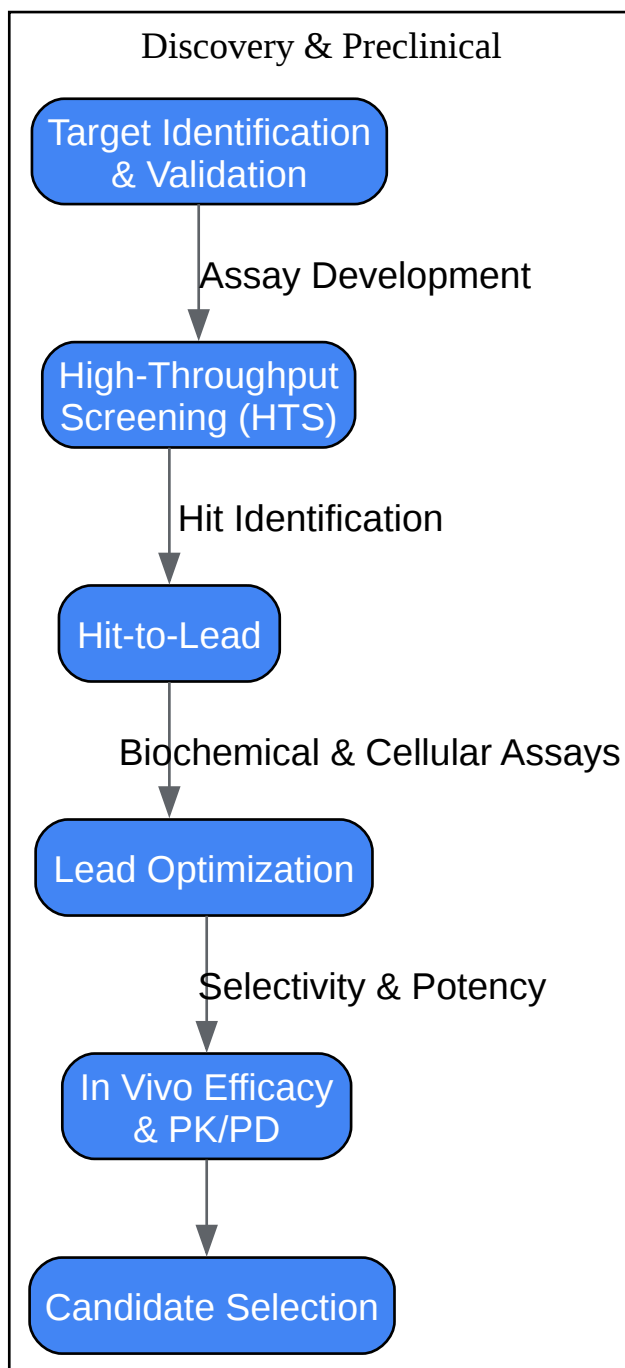 Discovery & Preclinical
Target Identification
& Validation
Assay Development
High-Throughput
Screening (HTS)
Hit Identification
Hit-to-Lead
Biochemical & Cellular Assays
Lead Optimization
Selectivity & Potency
In Vivo Efficacy
& PK/PD
Candidate Selection